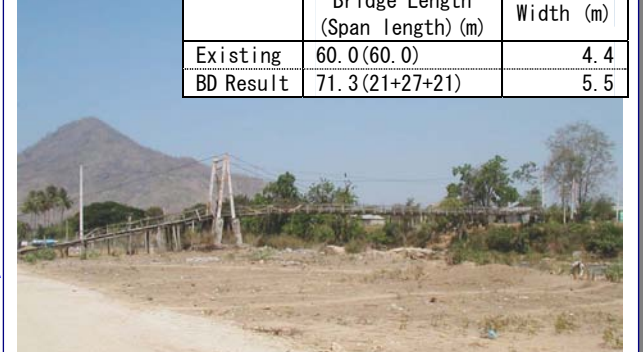 Bridge Length
(Span length)(m)
Width (m)
Existing 60.0(60.0) 4.4
BD Result 71.3(21+27+21) 5.5